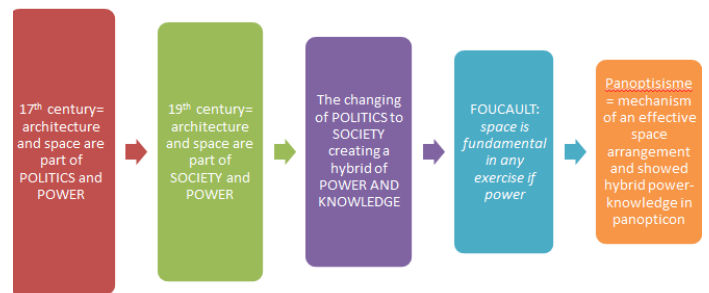 17th century=
architecture
and space are
part of
POLITICS and
POWER
19th century=
architecture
and space are
part of
SOCIETY and
POWER
The changing
of POLITICS to
SOCIETY
creating a
hybrid of
POWER AND
KNOWLEDGE
FOUCAULT:
space is
fundamental
in any
exercise if
power
Panoptisisme
= mechanism
of an effective
space
arrangement
and showed
hybrid power-
knowledge in
panopticon